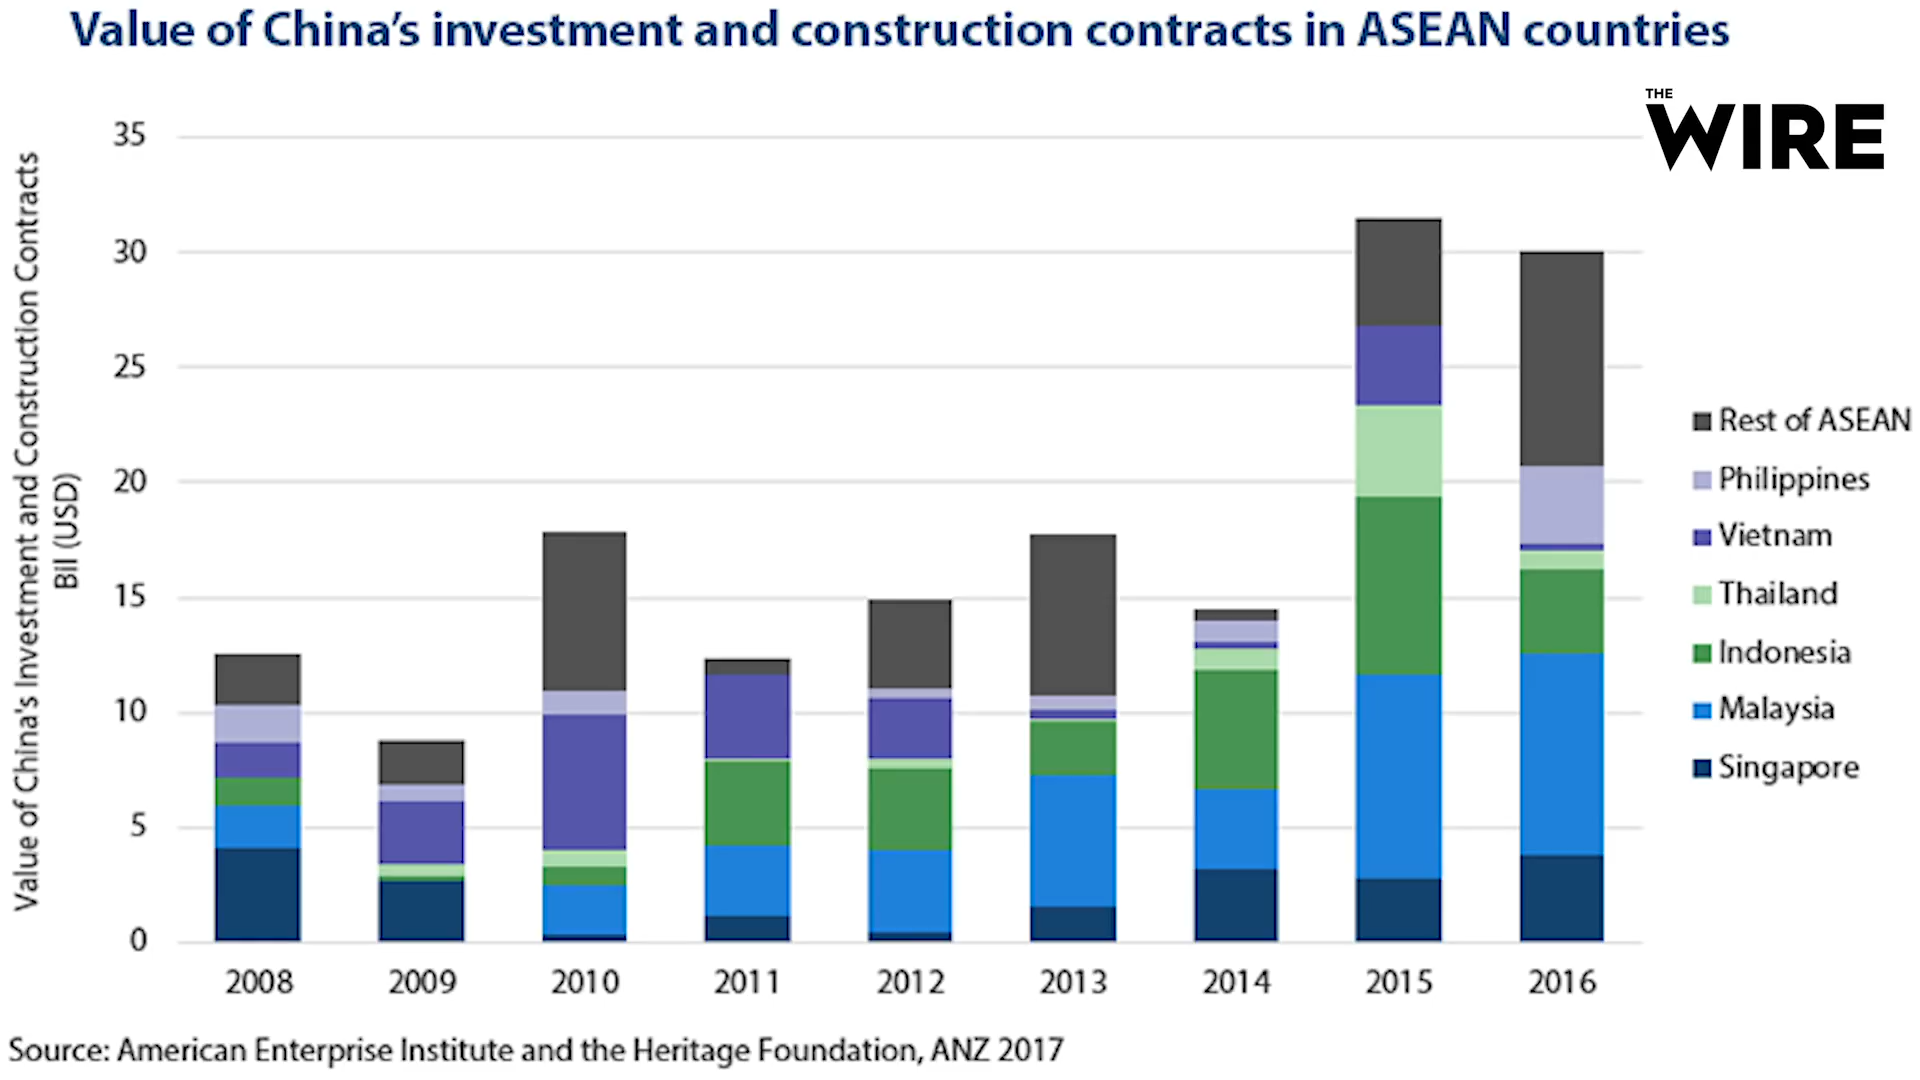 Value of China's investment and construction contracts in ASEAN countries
THE
WIRE
Value of China's Investment and Construction Contracts
Bil (USD)
35
30
25
20
15
10
5
0
2008 2009 2010 2011 2012 2013 2014 2015 2016
Rest of ASEAN
Philippines
Vietnam
Thailand
Indonesia
Malaysia
Singapore
Source: American Enterprise Institute and the Heritage Foundation, ANZ 2017